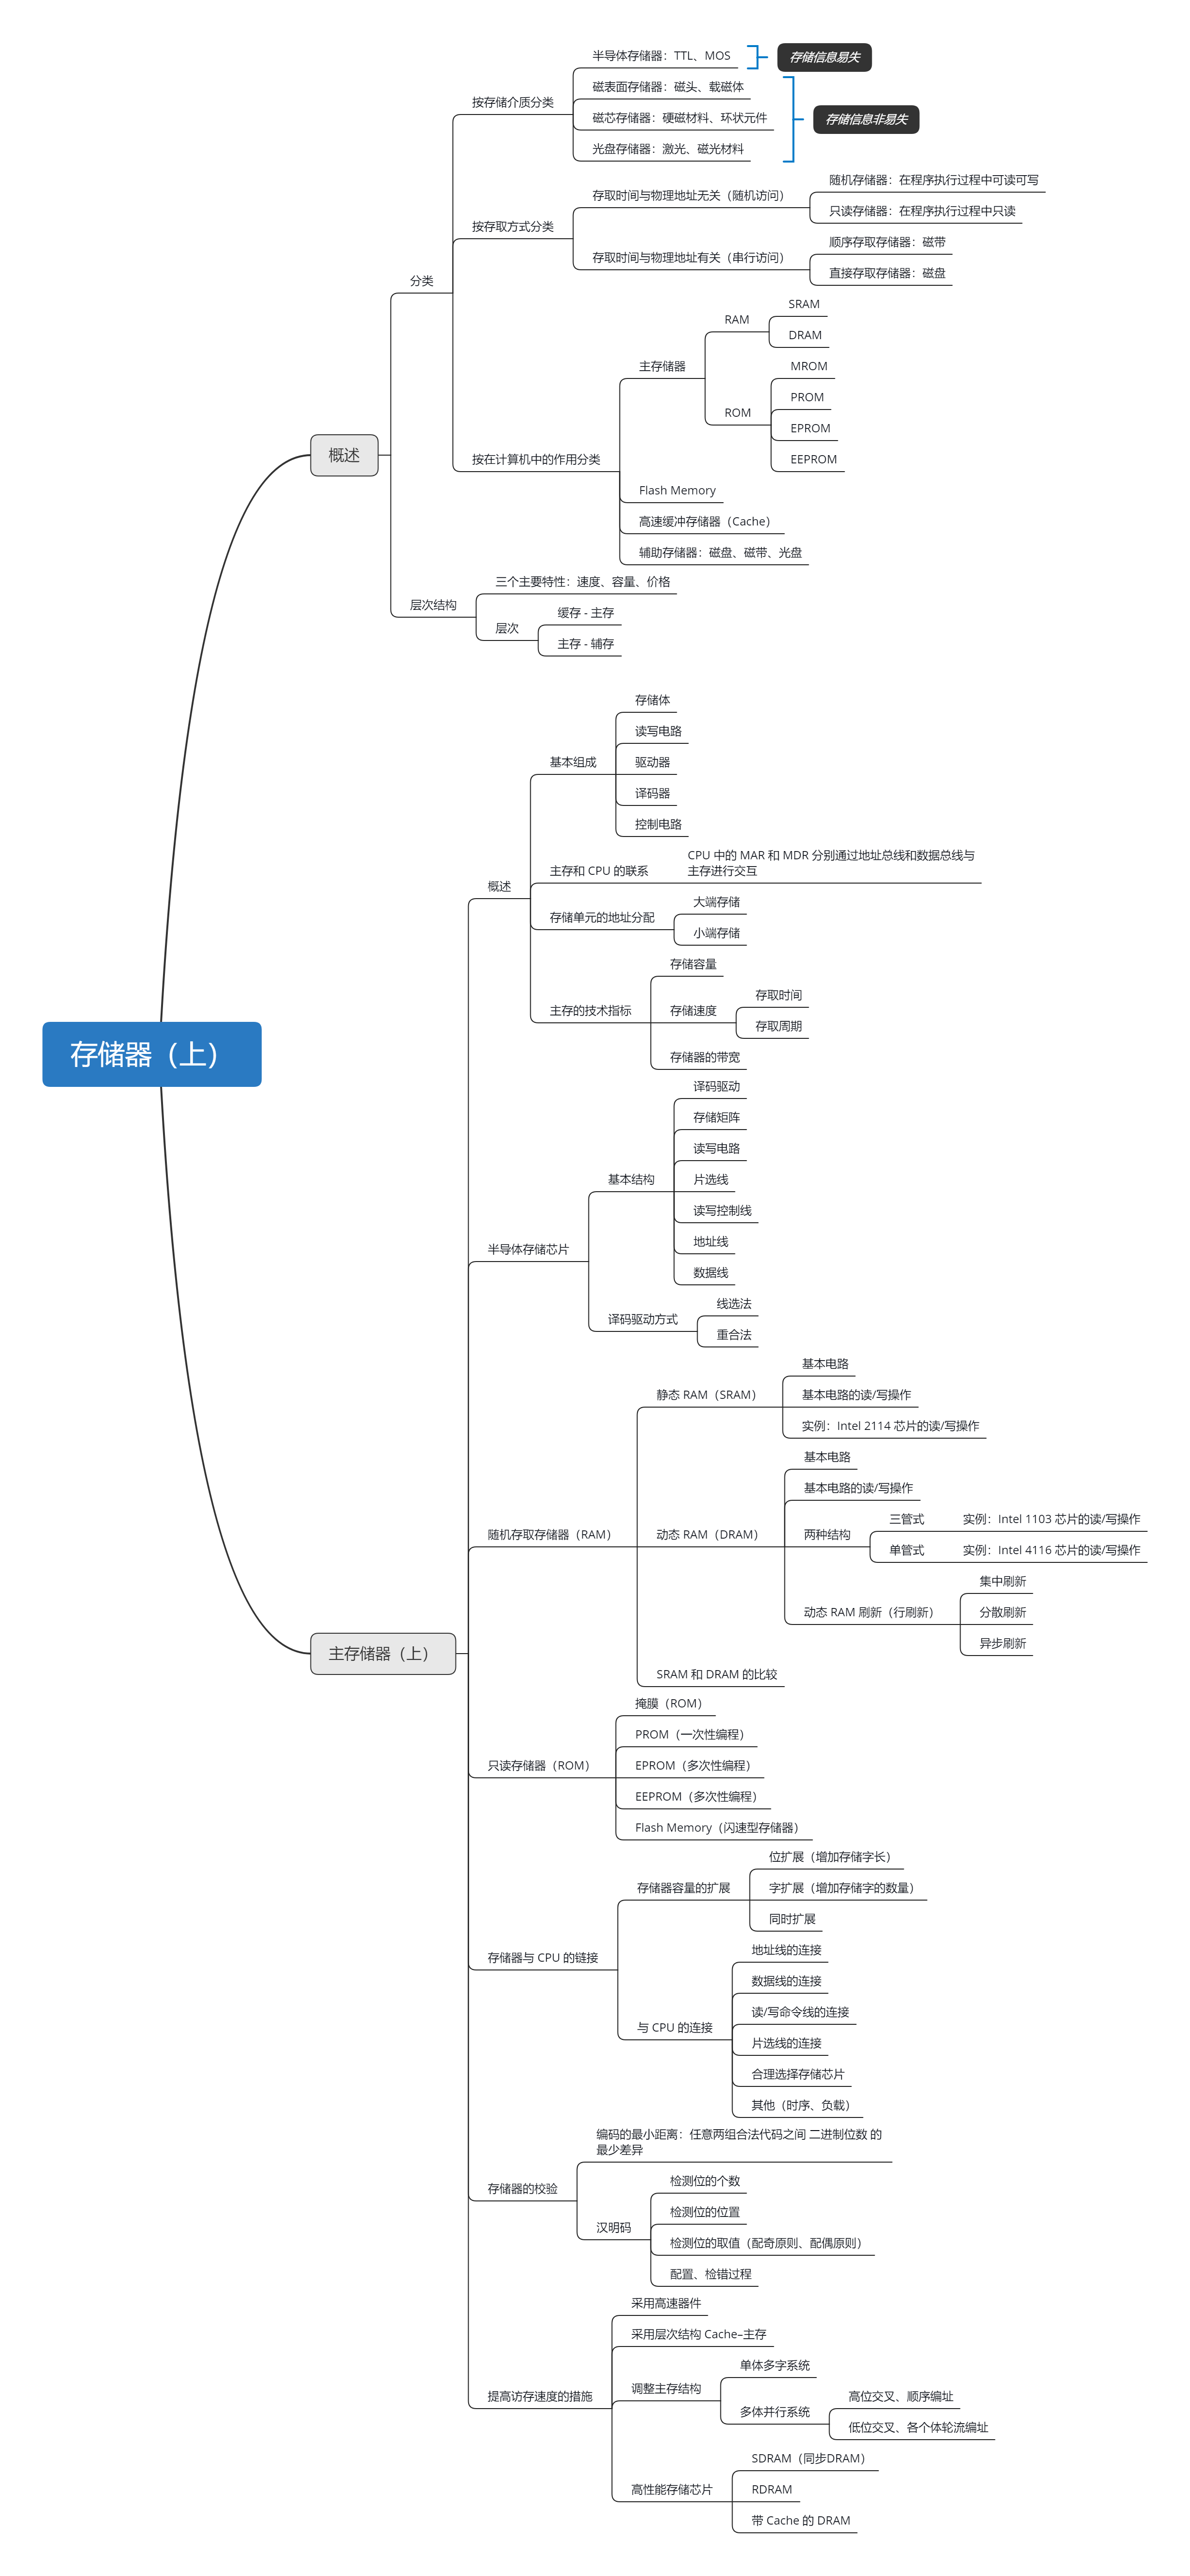 存储器（上）
概述
分类
按存储介质分类
半导体存储器：TTL、MOS
存储信息易失
磁表面存储器：磁头、载磁体
磁芯存储器：硬磁材料、环状元件
光盘存储器：激光、磁光材料
存储信息非易失
按存取方式分类
存取时间与物理地址无关（随机访问）
随机存储器：在程序执行过程中可读可写
只读存储器：在程序执行过程中只读
存取时间与物理地址有关（串行访问）
顺序存取存储器：磁带
直接存取存储器：磁盘
按在计算机中的作用分类
主存储器
RAM
SRAM
DRAM
ROM
MROM
PROM
EPROM
EEPROM
Flash Memory
高速缓冲存储器（Cache）
辅助存储器：磁盘、磁带、光盘
层次结构
三个主要特性：速度、容量、价格
层次
缓存 - 主存
主存 - 辅存
主存储器（上）
概述
基本组成
存储体
读写电路
驱动器
译码器
控制电路
主存和 CPU 的联系
CPU 中的 MAR 和 MDR 分别通过地址总线和数据总线与
主存进行交互
存储单元的地址分配
大端存储
小端存储
主存的技术指标
存储容量
存储速度
存取时间
存取周期
存储器的带宽
半导体存储芯片
基本结构
译码驱动
存储矩阵
读写电路
片选线
读写控制线
地址线
数据线
译码驱动方式
线选法
重合法
随机存取存储器（RAM）
静态 RAM（SRAM）
基本电路
基本电路的读/写操作
实例：Intel 2114 芯片的读/写操作
动态 RAM（DRAM）
基本电路
基本电路的读/写操作
两种结构
三管式
实例：Intel 1103 芯片的读/写操作
单管式
实例：Intel 4116 芯片的读/写操作
动态 RAM 刷新（行刷新）
集中刷新
分散刷新
异步刷新
SRAM 和 DRAM 的比较
只读存储器（ROM）
掩膜（ROM）
PROM（一次性编程）
EPROM（多次性编程）
EEPROM（多次性编程）
Flash Memory（闪速型存储器）
存储器与 CPU 的链接
存储器容量的扩展
位扩展（增加存储字长）
字扩展（增加存储字的数量）
同时扩展
与 CPU 的连接
地址线的连接
数据线的连接
读/写命令线的连接
片选线的连接
合理选择存储芯片
其他（时序、负载）
存储器的校验
编码的最小距离：任意两组合法代码之间 二进制位数 的
最少差异
汉明码
检测位的个数
检测位的位置
检测位的取值（配奇原则、配偶原则）
配置、检错过程
提高访存速度的措施
采用高速器件
采用层次结构 Cache–主存
调整主存结构
单体多字系统
多体并行系统
高位交叉、顺序编址
低位交叉、各个体轮流编址
高性能存储芯片
SDRAM（同步DRAM）
RDRAM
带 Cache 的 DRAM